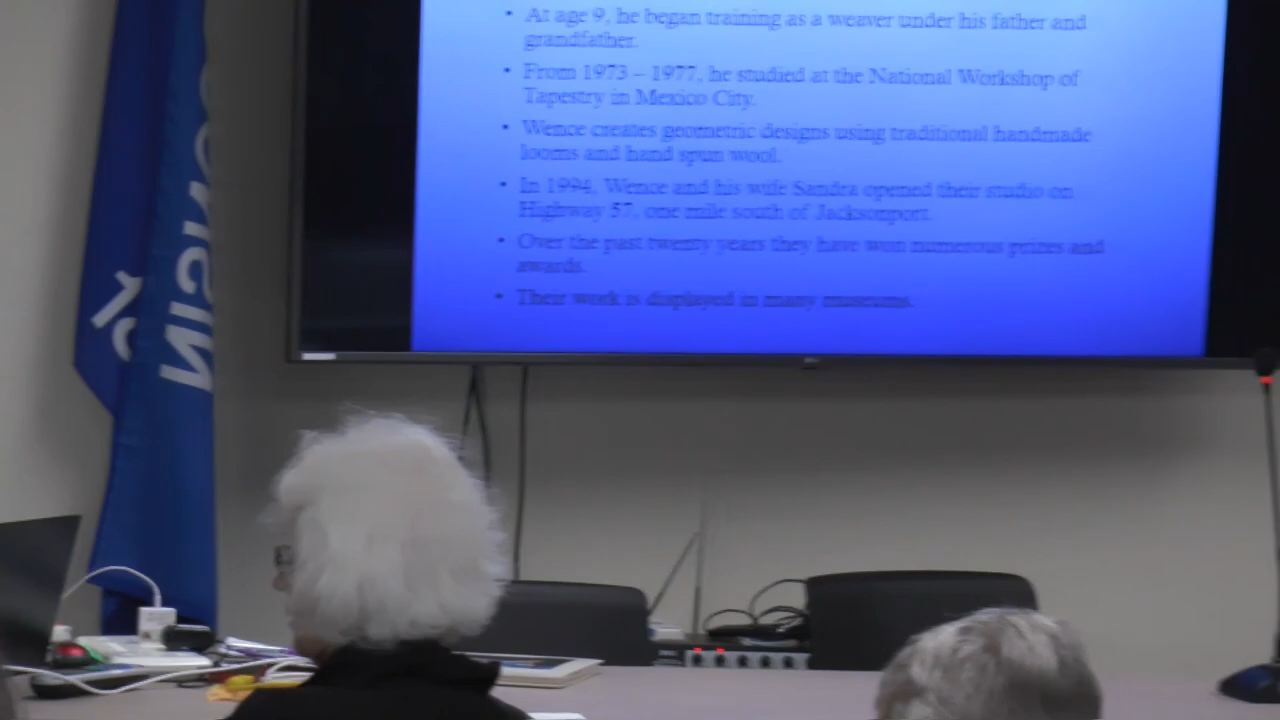 • At age 9, he began training as a weaver under his father and
grandfather.
• From 1973 – 1977, he studied at the National Workshop of
Tapestry in Mexico City.
• Wence creates geometric designs using traditional handmade
looms and hand spun wool.
• In 1994, Wence and his wife Sandra opened their studio on
Highway 57, one mile south of Jacksonport.
• Over the past twenty years they have won numerous prizes and
awards.
• Their work is displayed in many museums.